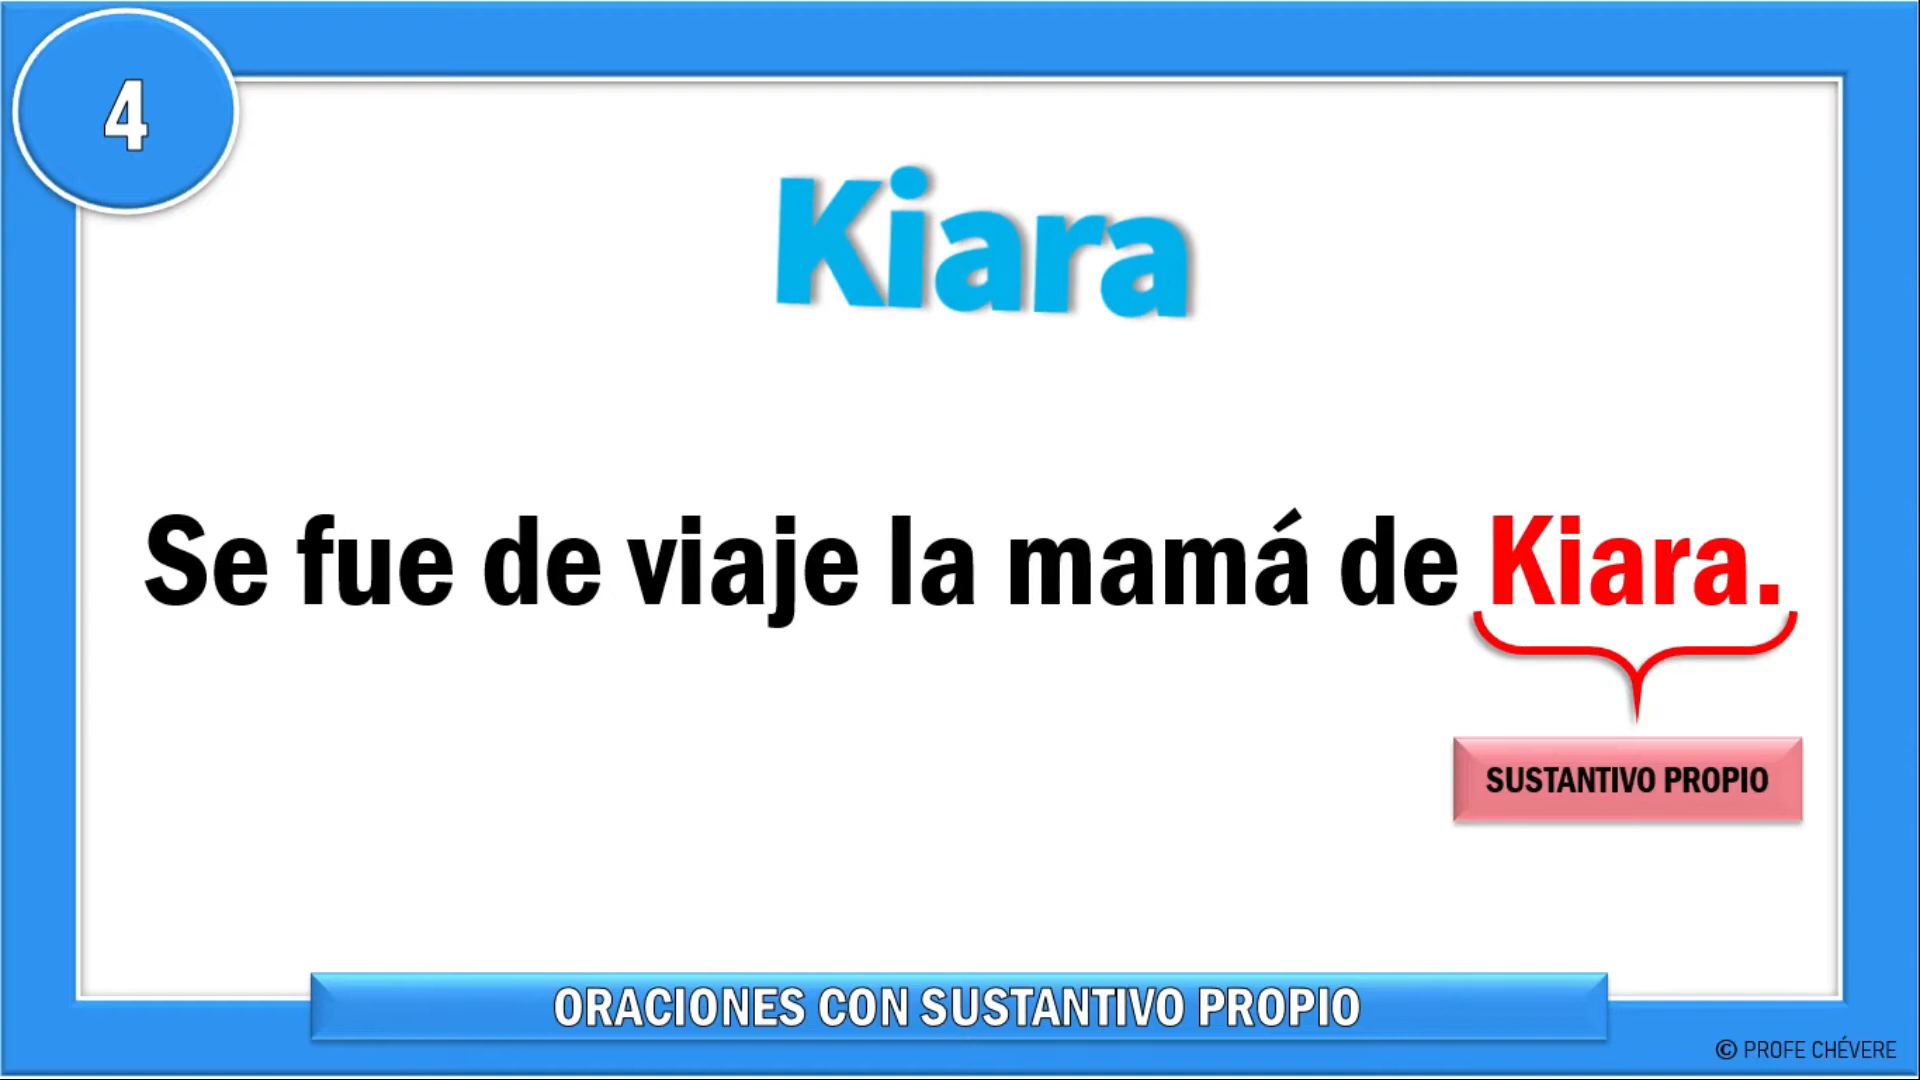 4
Kiara
Se fue de viaje la mamá de Kiara.
SUSTANTIVO PROPIO
ORACIONES CON SUSTANTIVO PROPIO
© PROFE CHÉVERE